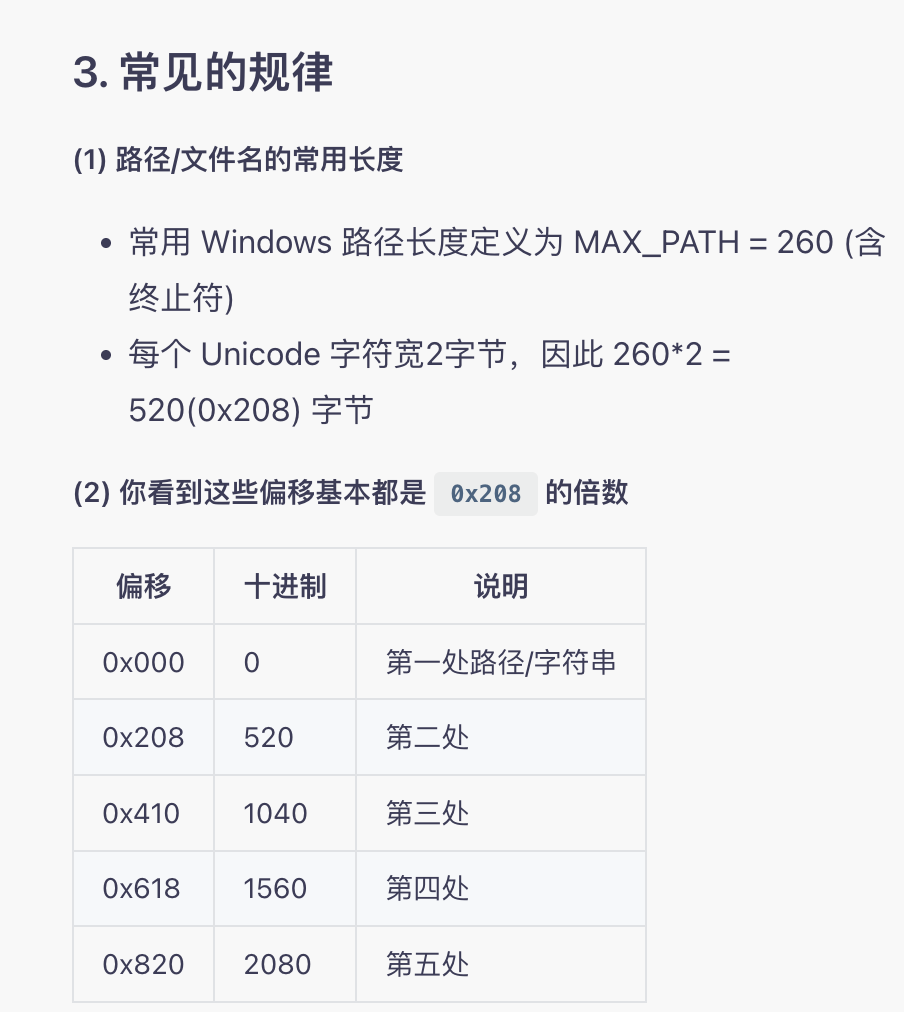 3. 常见的规律
(1) 路径/文件名的常用长度
• 常用 Windows 路径长度定义为 MAX_PATH = 260 (含
终止符)
• 每个 Unicode 字符宽2字节，因此 260*2 =
520(0x208) 字节
(2) 你看到这些偏移基本都是 0x208 的倍数
偏移 十进制 说明
0x000 0 第一处路径/字符串
0x208 520 第二处
0x410 1040 第三处
0x618 1560 第四处
0x820 2080 第五处